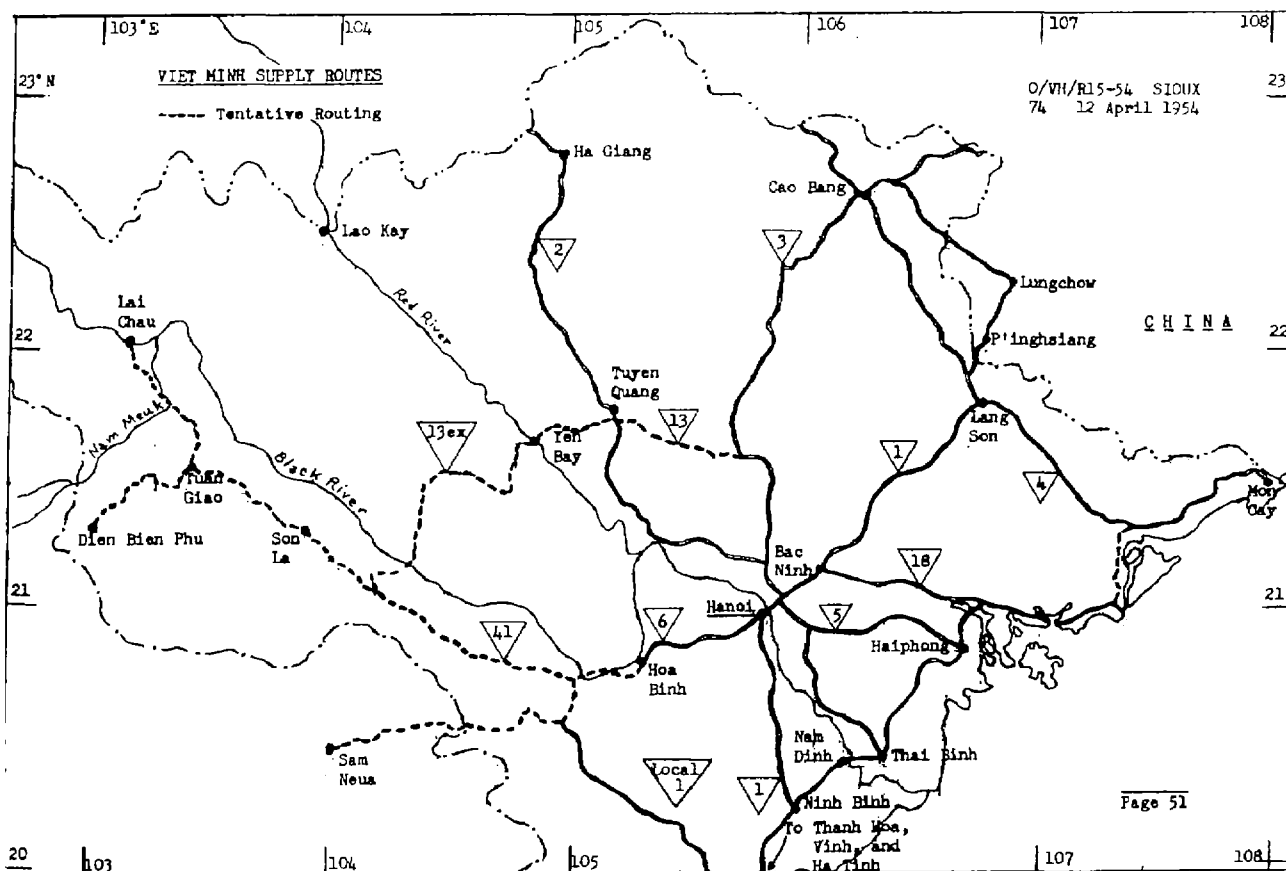 103°E
104
105
106
107
108
VIET MINH SUPPLY ROUTES
23°N
23
O/VH/R15-54 SIOUX
74 12 April 1954
Tentative Routing
Ha Giang
Cao Bang
Lao Kay
2
3
Lungchow
Lai
Chau
Red River
CHINA
22
P'inghsiang
22
Tuyen
Quang
13
Lang
Son
Nam Meuk
13ex
Yen
Bay
1
4
Mon
Cay
Tuan
Giao
Black River
Dien Bien Phu
Son
La
Bac
Ninh
18
21
Hanoi
5
21
6
Haiphong
41
Hoa
Binh
Nam
Dinh
Thai Binh
Sam
Neua
Local
1
1
Ninh Binh
Page 51
To Thanh Hoa,
Vinh, and
Ha Tinh
20
103
104
105
107
108
22